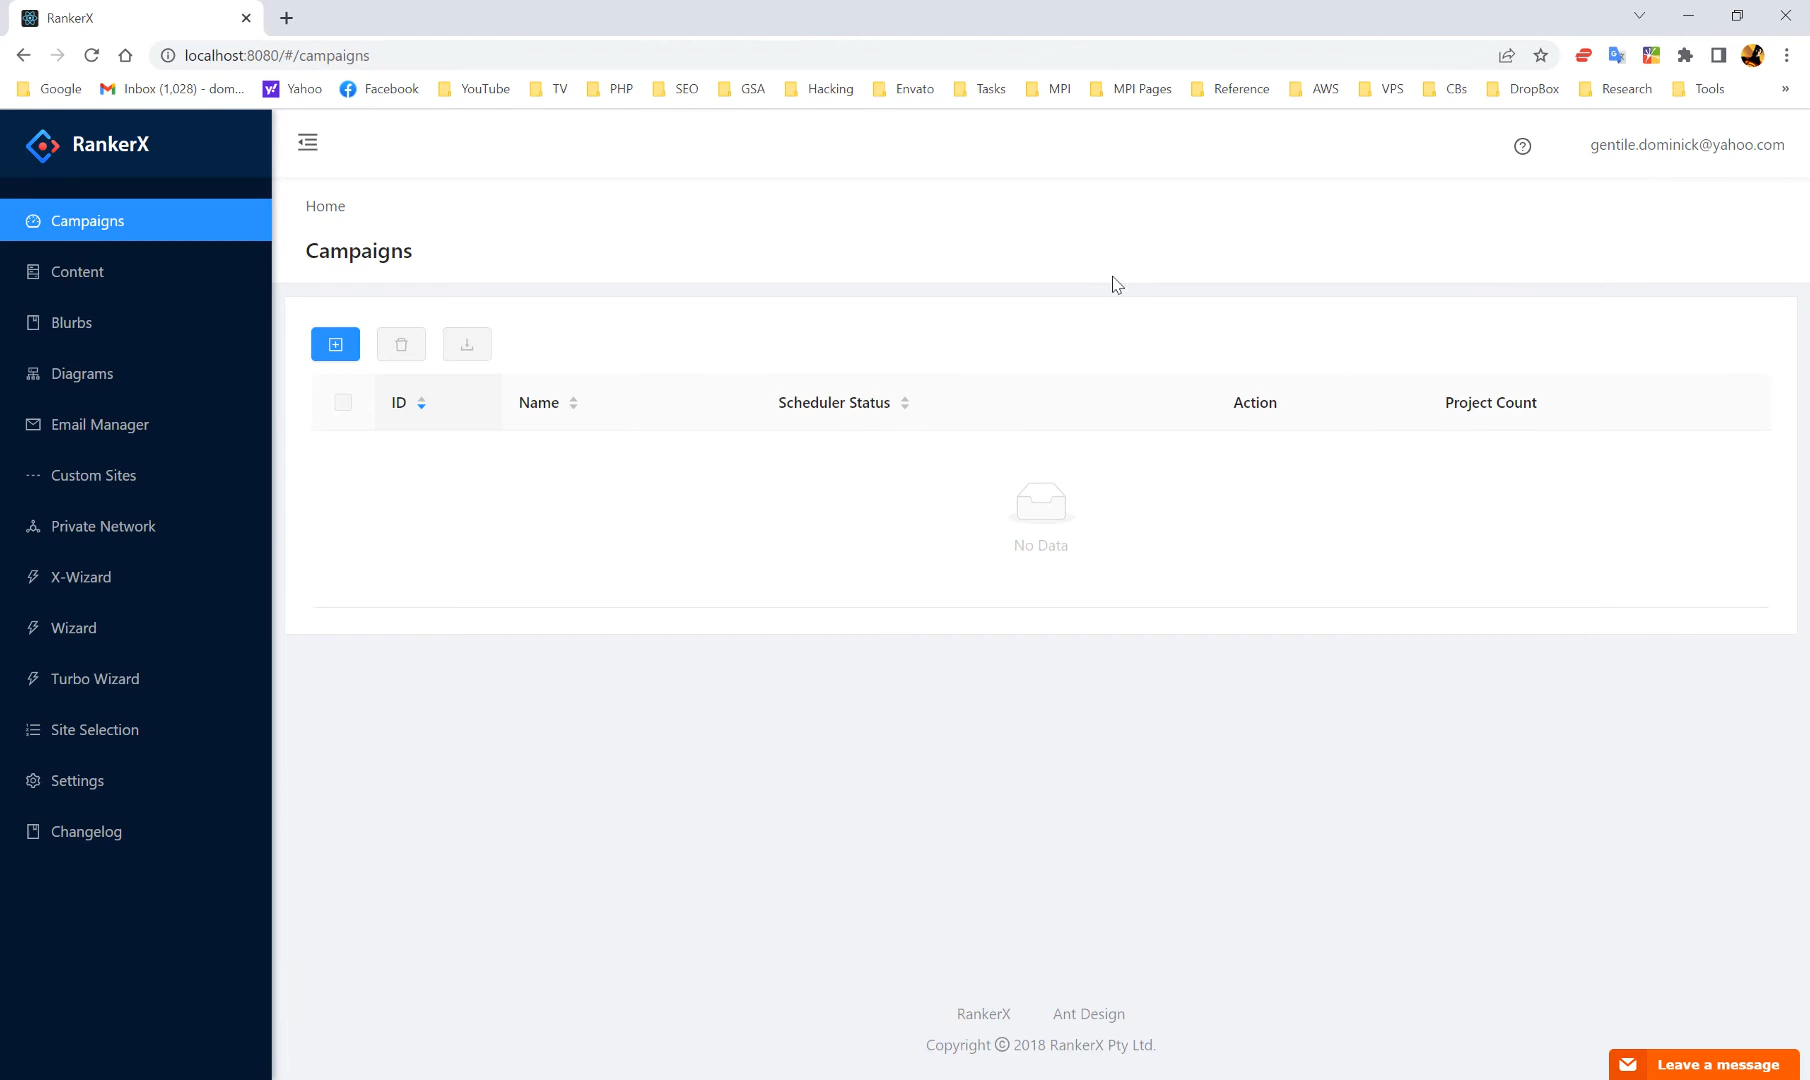 RankerX
localhost:8080/#/campaigns
Google Inbox (1,028) - dom... Yahoo Facebook YouTube TV PHP SEO GSA Hacking Envato Tasks MPI MPI Pages Reference AWS VPS CBs DropBox Research Tools »
RankerX
gentile.dominick@yahoo.com
Home
Campaigns
Campaigns
Content
Blurbs
Diagrams
Email Manager
Custom Sites
Private Network
X-Wizard
Wizard
Turbo Wizard
Site Selection
Settings
Changelog
ID Name Scheduler Status Action Project Count
No Data
RankerX Ant Design
Copyright © 2018 RankerX Pty Ltd.
Leave a message